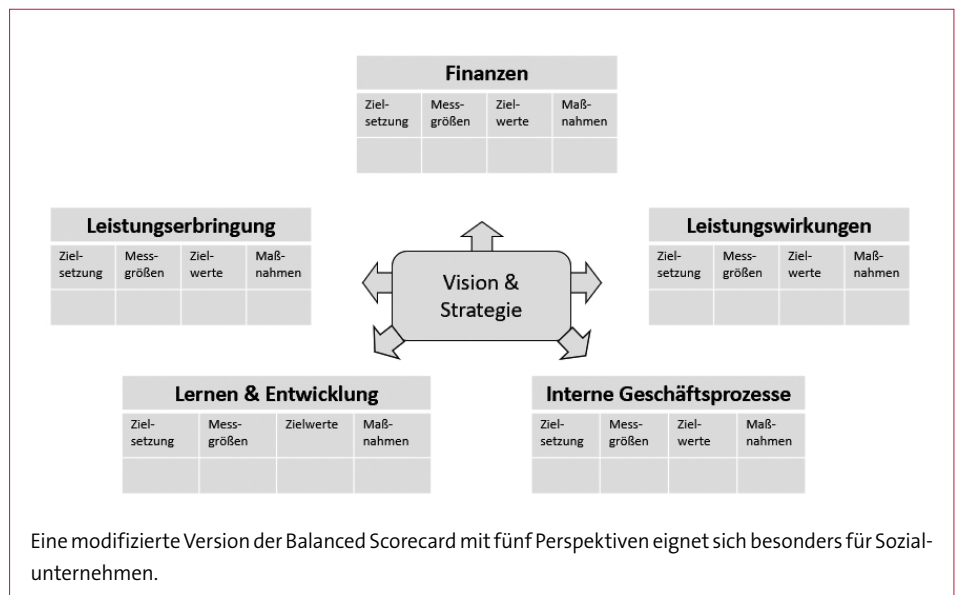 Finanzen
Ziel- Mess- Ziel- Maß-
setzung größen werte nahmen
Leistungserbringung
Ziel- Mess- Ziel- Maß-
setzung größen werte nahmen
Leistungswirkungen
Ziel- Mess- Ziel- Maß-
setzung größen werte nahmen
Vision &
Strategie
Lernen & Entwicklung
Ziel- Mess- Zielwerte Maß-
setzung größen nahmen
Interne Geschäftsprozesse
Ziel- Mess- Ziel- Maß-
setzung größen werte nahmen
Eine modifizierte Version der Balanced Scorecard mit fünf Perspektiven eignet sich besonders für Sozial-
unternehmen.